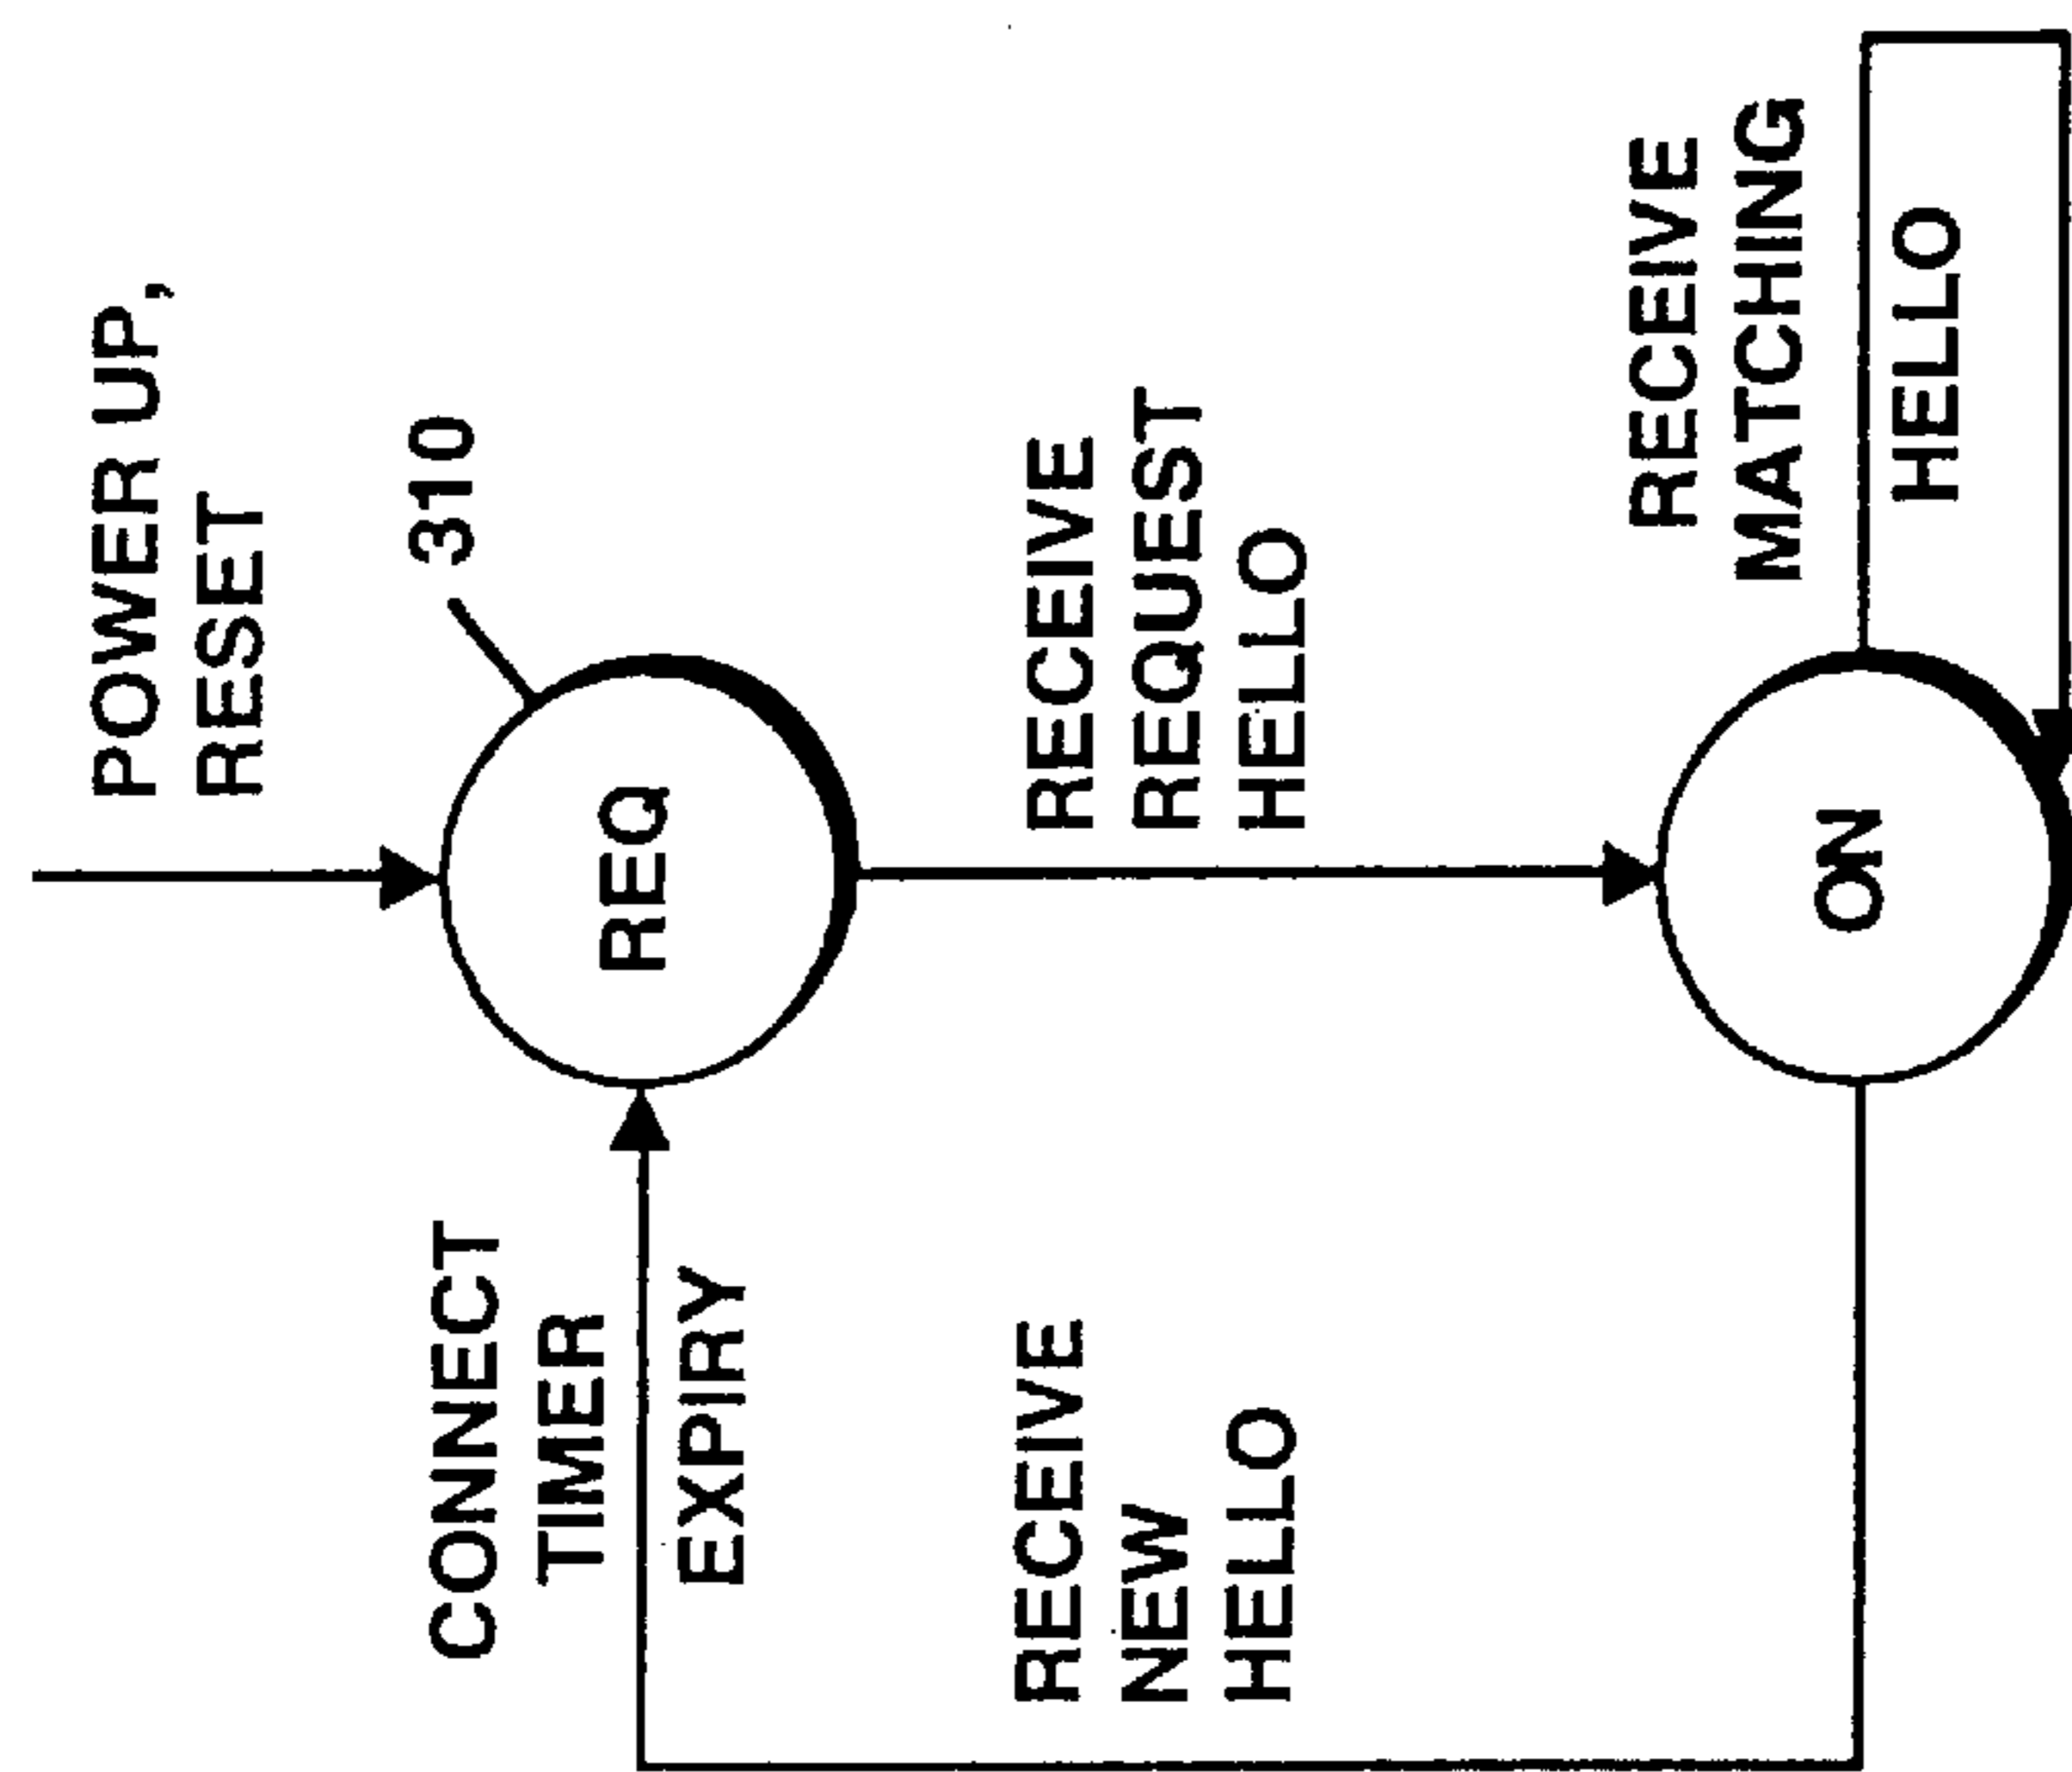 POWER UP,
RESET
310
REQ
CONNECT
TIMER
EXPIRY
RECEIVE
REQUEST
HELLO
RECEIVE
NEW
HELLO
RECEIVE
MATCHING
HELLO
ON